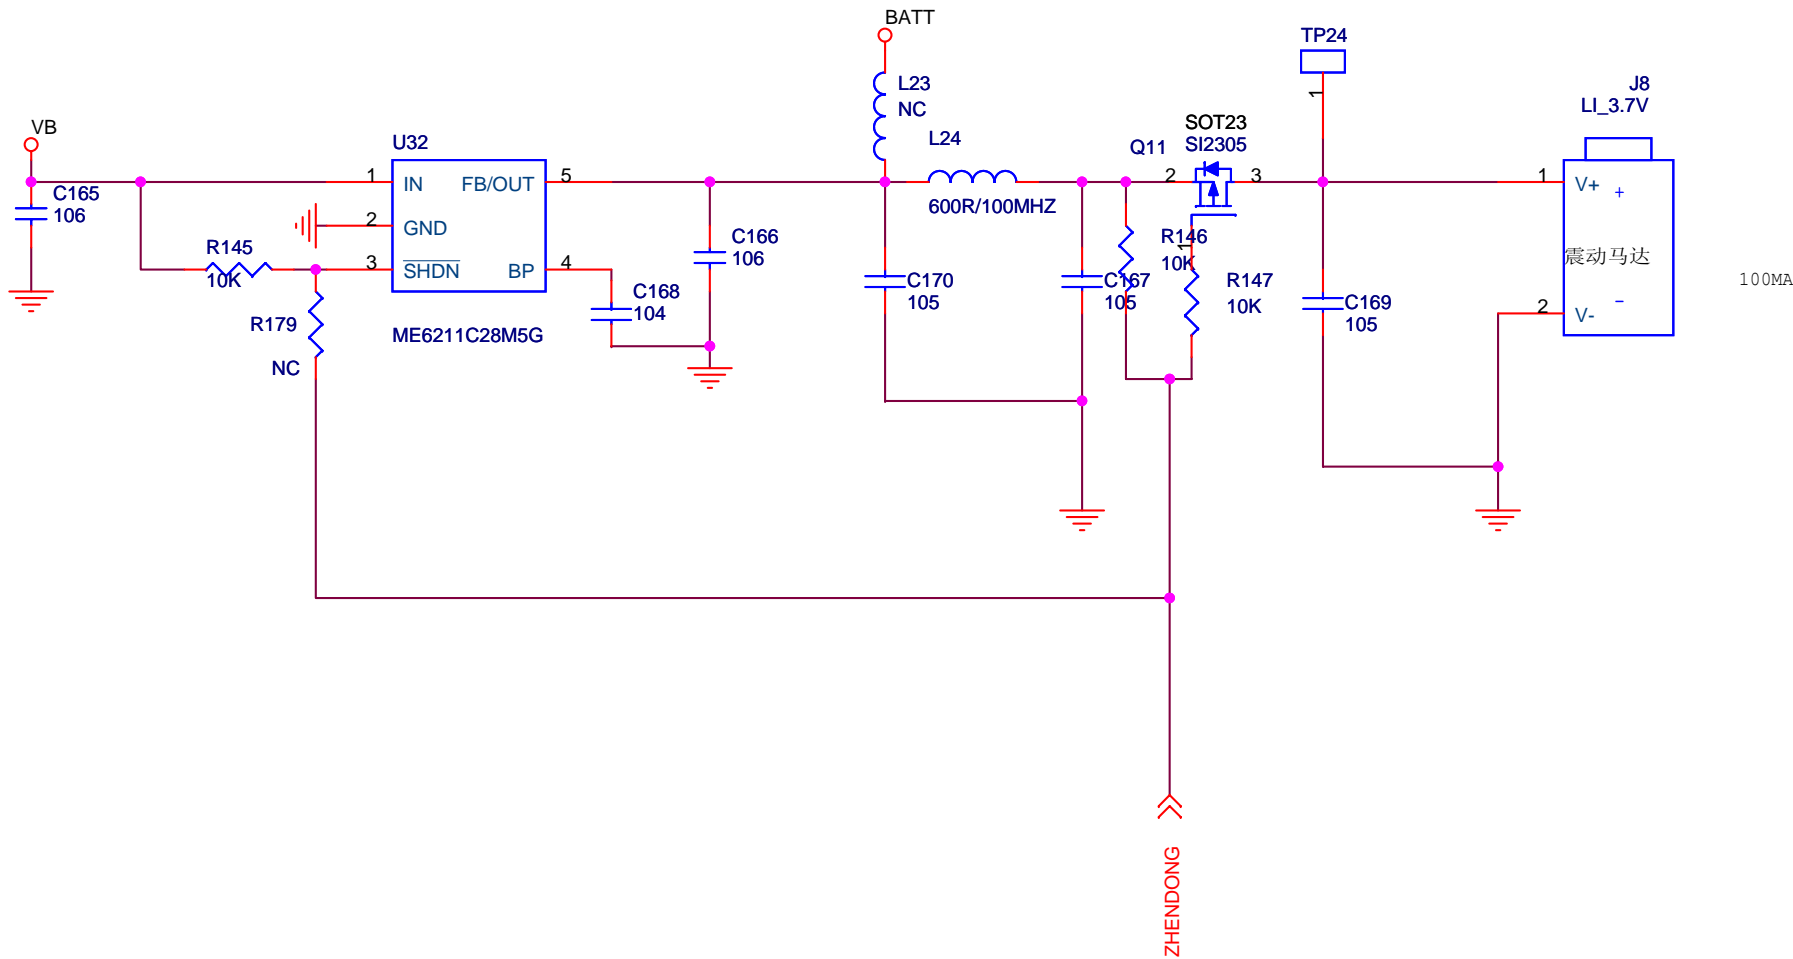 BATT
VB
C165
106
U32
1
IN
FB/OUT
5
2
GND
3
SHDN
BP
4
ME6211C28M5G
R145
10K
R179
NC
C166
106
C168
104
L23
NC
L24
600R/100MHZ
C170
105
C167
105
Q11
SOT23
SI2305
2
3
1
R146
10K
R147
10K
TP24
1
C169
105
J8
LI_3.7V
1
V+
+
震动马达
-
2
V-
100MA
ZHENDONG